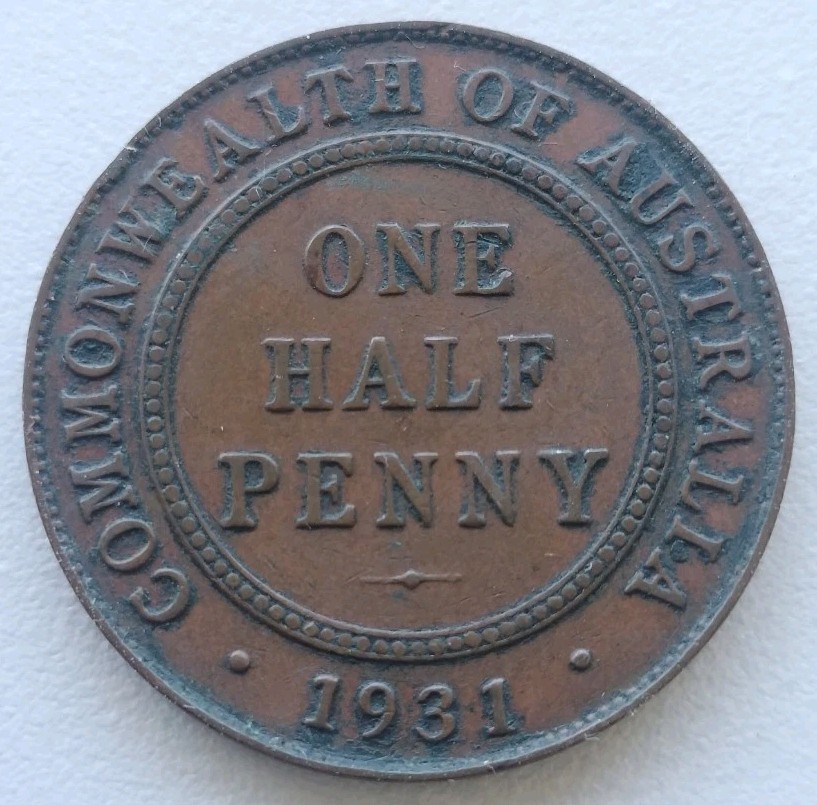 COMMONWEALTH OF AUSTRALIA
ONE
HALF
PENNY
· 1931 ·